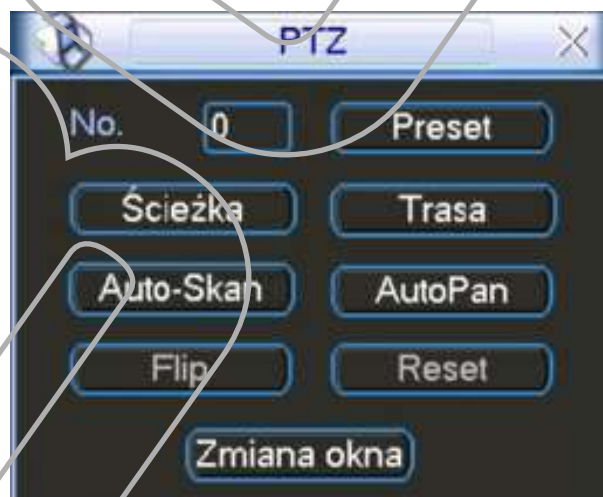 PTZ
No. 0 Preset
Ścieżka Trasa
Auto-Skan AutoPan
Flip Reset
Zmiana okna